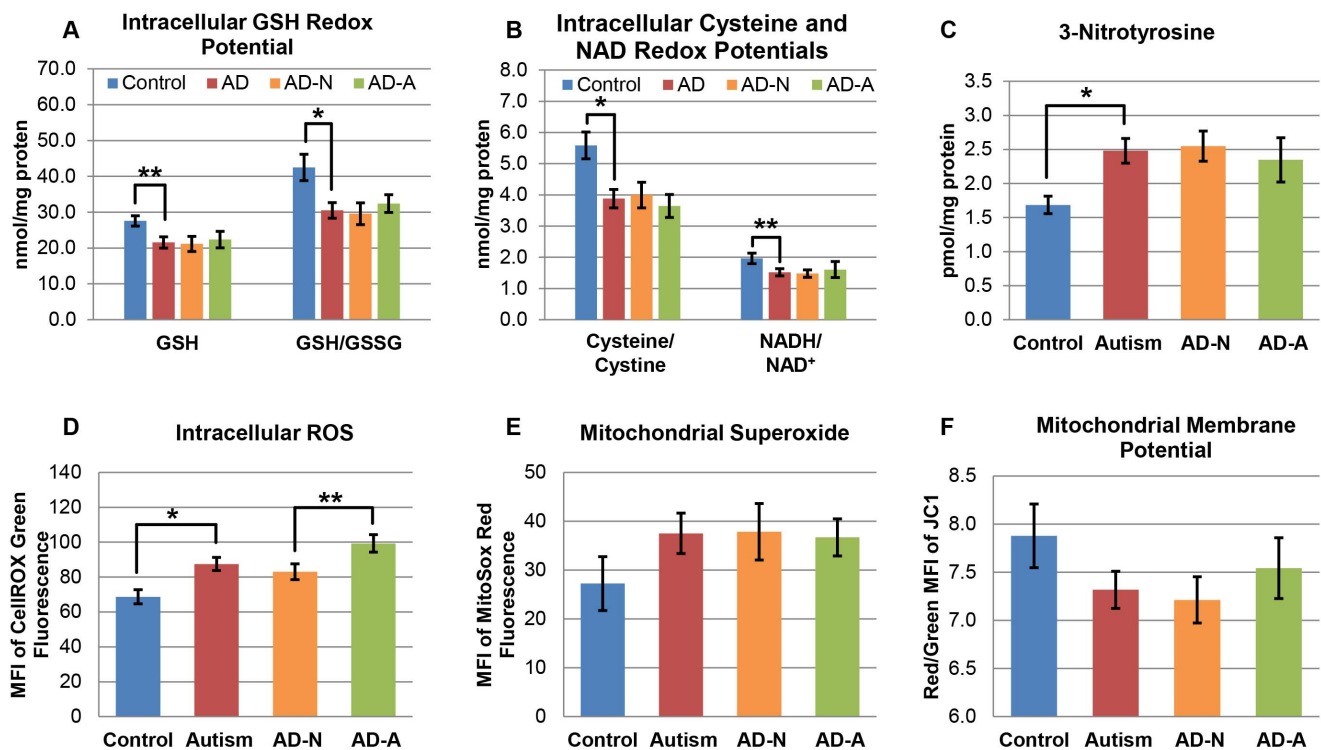 A
Intracellular GSH Redox
Potential
70.0
60.0
50.0
40.0
30.0
20.0
10.0
0.0
nmol/mg proten
Control AD AD-N AD-A
**
*
GSH GSH/GSSG
B
Intracellular Cysteine and
NAD Redox Potentials
8.0
7.0
6.0
5.0
4.0
3.0
2.0
1.0
0.0
nmol/mg protein
Control AD AD-N AD-A
*
**
Cysteine/
Cystine
NADH/
NAD⁺
C
3-Nitrotyrosine
3.5
3.0
2.5
2.0
1.5
1.0
0.5
0.0
pmol/mg protein
*
Control Autism AD-N AD-A
D
Intracellular ROS
140
120
100
80
60
40
20
0
MFI of CellROX Green
Fluorescence
*
**
Control Autism AD-N AD-A
E
Mitochondrial Superoxide
50
40
30
20
10
0
MFI of MitoSox Red
Fluorescence
Control Autism AD-N AD-A
F
Mitochondrial Membrane
Potential
8.5
8.0
7.5
7.0
6.5
6.0
Red/Green MFI of JC1
Control Autism AD-N AD-A